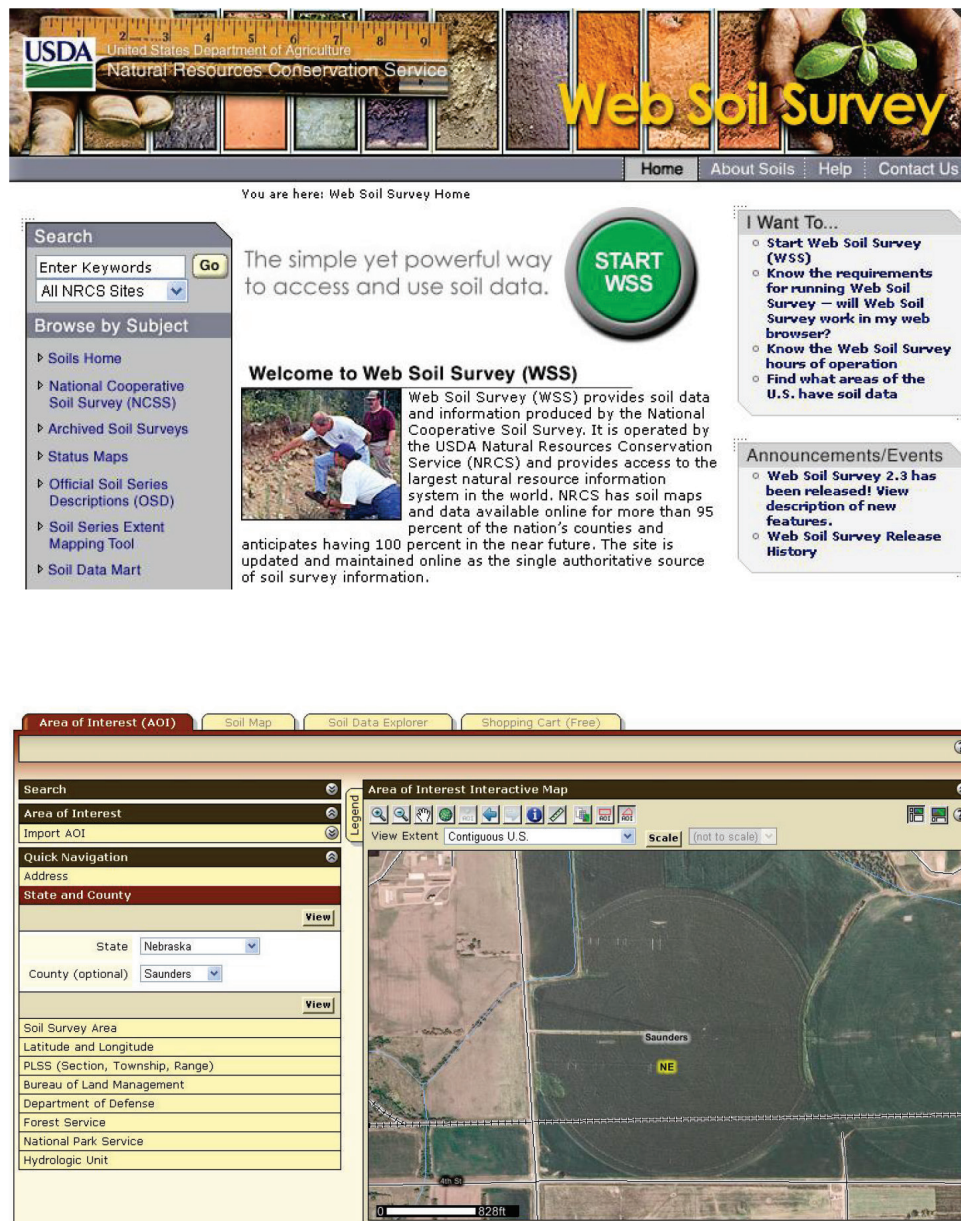 USDA
United States Department of Agriculture
Natural Resources Conservation Service
Web Soil Survey
Home
About Soils
Help
Contact Us
You are here: Web Soil Survey Home
Search
Enter Keywords
Go
All NRCS Sites
Browse by Subject
Soils Home
National Cooperative
Soil Survey (NCSS)
Archived Soil Surveys
Status Maps
Official Soil Series
Descriptions (OSD)
Soil Series Extent
Mapping Tool
Soil Data Mart
The simple yet powerful way
to access and use soil data.
START
WSS
Welcome to Web Soil Survey (WSS)
Web Soil Survey (WSS) provides soil data
and information produced by the National
Cooperative Soil Survey. It is operated by
the USDA Natural Resources Conservation
Service (NRCS) and provides access to the
largest natural resource information
system in the world. NRCS has soil maps
and data available online for more than 95
percent of the nation's counties and
anticipates having 100 percent in the near future. The site is
updated and maintained online as the single authoritative source
of soil survey information.
I Want To...
Start Web Soil Survey
(WSS)
Know the requirements
for running Web Soil
Survey — will Web Soil
Survey work in my web
browser?
Know the Web Soil Survey
hours of operation
Find what areas of the
U.S. have soil data
Announcements/Events
Web Soil Survey 2.3 has
been released! View
description of new
features.
Web Soil Survey Release
History
Area of Interest (AOI)
Soil Map
Soil Data Explorer
Shopping Cart (Free)
Search
Area of Interest
Import AOI
Quick Navigation
Address
State and County
View
State
Nebraska
County (optional)
Saunders
View
Soil Survey Area
Latitude and Longitude
PLSS (Section, Township, Range)
Bureau of Land Management
Department of Defense
Forest Service
National Park Service
Hydrologic Unit
Legend
Area of Interest Interactive Map
AOI
AOI
AOI
View Extent
Contiguous U.S.
Scale
(not to scale)
Saunders
NE
4th St
0
828ft